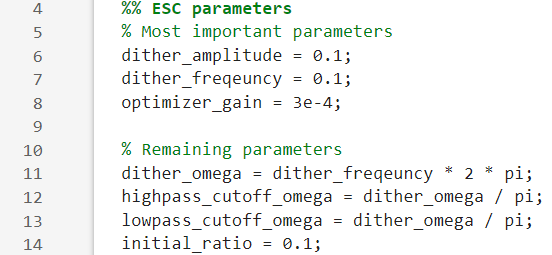 4 %% ESC parameters
5 % Most important parameters
6 dither_amplitude = 0.1;
7 dither_freqeuncy = 0.1;
8 optimizer_gain = 3e-4;
9
10 % Remaining parameters
11 dither_omega = dither_freqeuncy * 2 * pi;
12 highpass_cutoff_omega = dither_omega / pi;
13 lowpass_cutoff_omega = dither_omega / pi;
14 initial_ratio = 0.1;